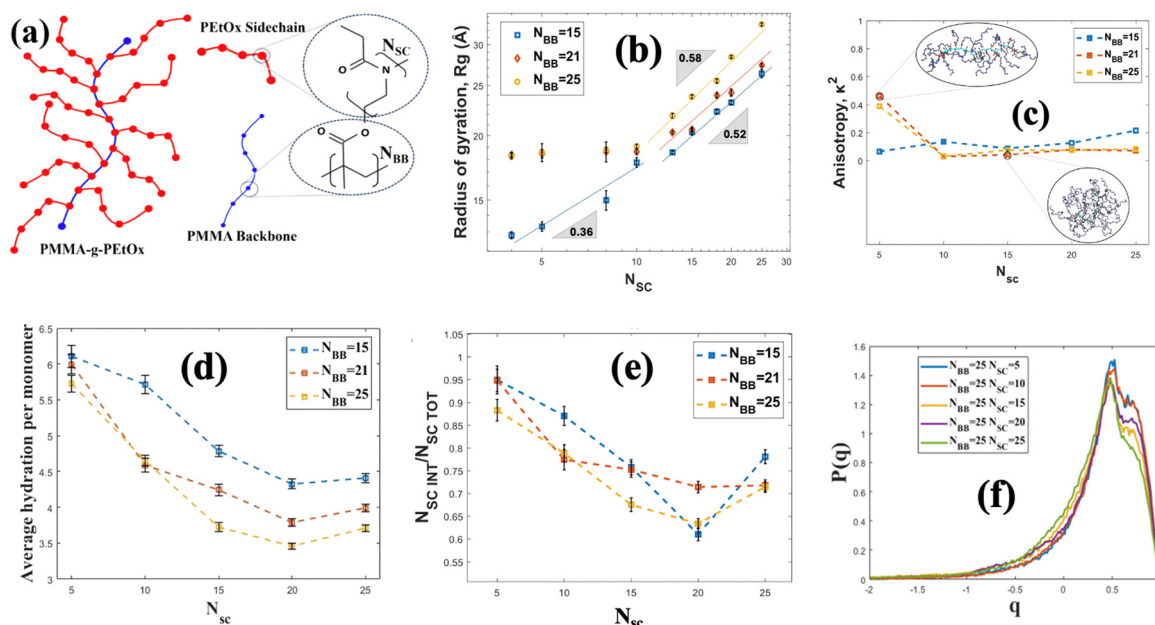 (a)
PEtOx Sidechain
N_SC
O
N
O
O
N_BB
PMMA-g-PEtOx
PMMA Backbone
(b)
Radius of gyration, Rg (Å)
30
25
20
15
N_BB=15
N_BB=21
N_BB=25
0.58
0.52
0.36
5
10
15
20
25
30
N_SC
(c)
Anisotropy, κ²
1
0.8
0.6
0.4
0.2
0
N_BB=15
N_BB=21
N_BB=25
5
10
15
20
25
N_sc
(d)
Average hydration per monomer
6.5
6
5.5
5
4.5
4
3.5
3
N_BB=15
N_BB=21
N_BB=25
5
10
15
20
25
N_sc
(e)
N_SC INT/N_SC TOT
1.05
1
0.95
0.9
0.85
0.8
0.75
0.7
0.65
0.6
0.55
N_BB=15
N_BB=21
N_BB=25
5
10
15
20
25
N_sc
(f)
P(q)
1.6
1.4
1.2
1
0.8
0.6
0.4
0.2
0
N_BB=25 N_SC=5
N_BB=25 N_SC=10
N_BB=25 N_SC=15
N_BB=25 N_SC=20
N_BB=25 N_SC=25
-2
-1.5
-1
-0.5
0
0.5
q